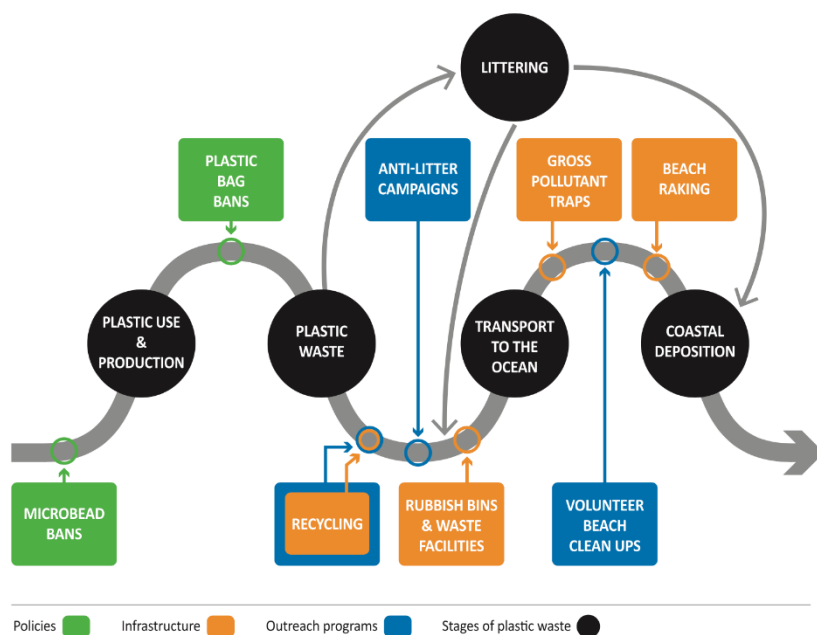 LITTERING
PLASTIC
BAG
BANS
ANTI-LITTER
CAMPAIGNS
GROSS
POLLUTANT
TRAPS
BEACH
RAKING
PLASTIC USE
&
PRODUCTION
PLASTIC
WASTE
TRANSPORT
TO THE
OCEAN
COASTAL
DEPOSITION
MICROBEAD
BANS
RECYCLING
RUBBISH BINS
& WASTE
FACILITIES
VOLUNTEER
BEACH
CLEAN UPS
Policies
Infrastructure
Outreach programs
Stages of plastic waste